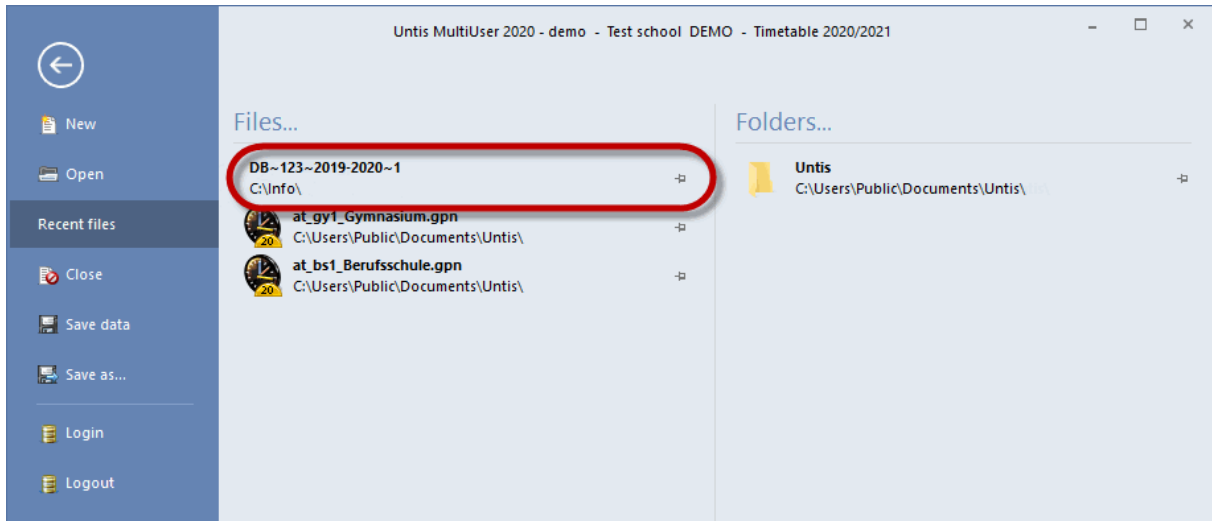 Untis MultiUser 2020 - demo - Test school DEMO - Timetable 2020/2021
New
Open
Recent files
Close
Save data
Save as...
Login
Logout
Files...
DB~123~2019-2020~1
C:\Info\
at_gy1_Gymnasium.gpn
C:\Users\Public\Documents\Untis\
20
at_bs1_Berufsschule.gpn
C:\Users\Public\Documents\Untis\
20
Folders...
Untis
C:\Users\Public\Documents\Untis\